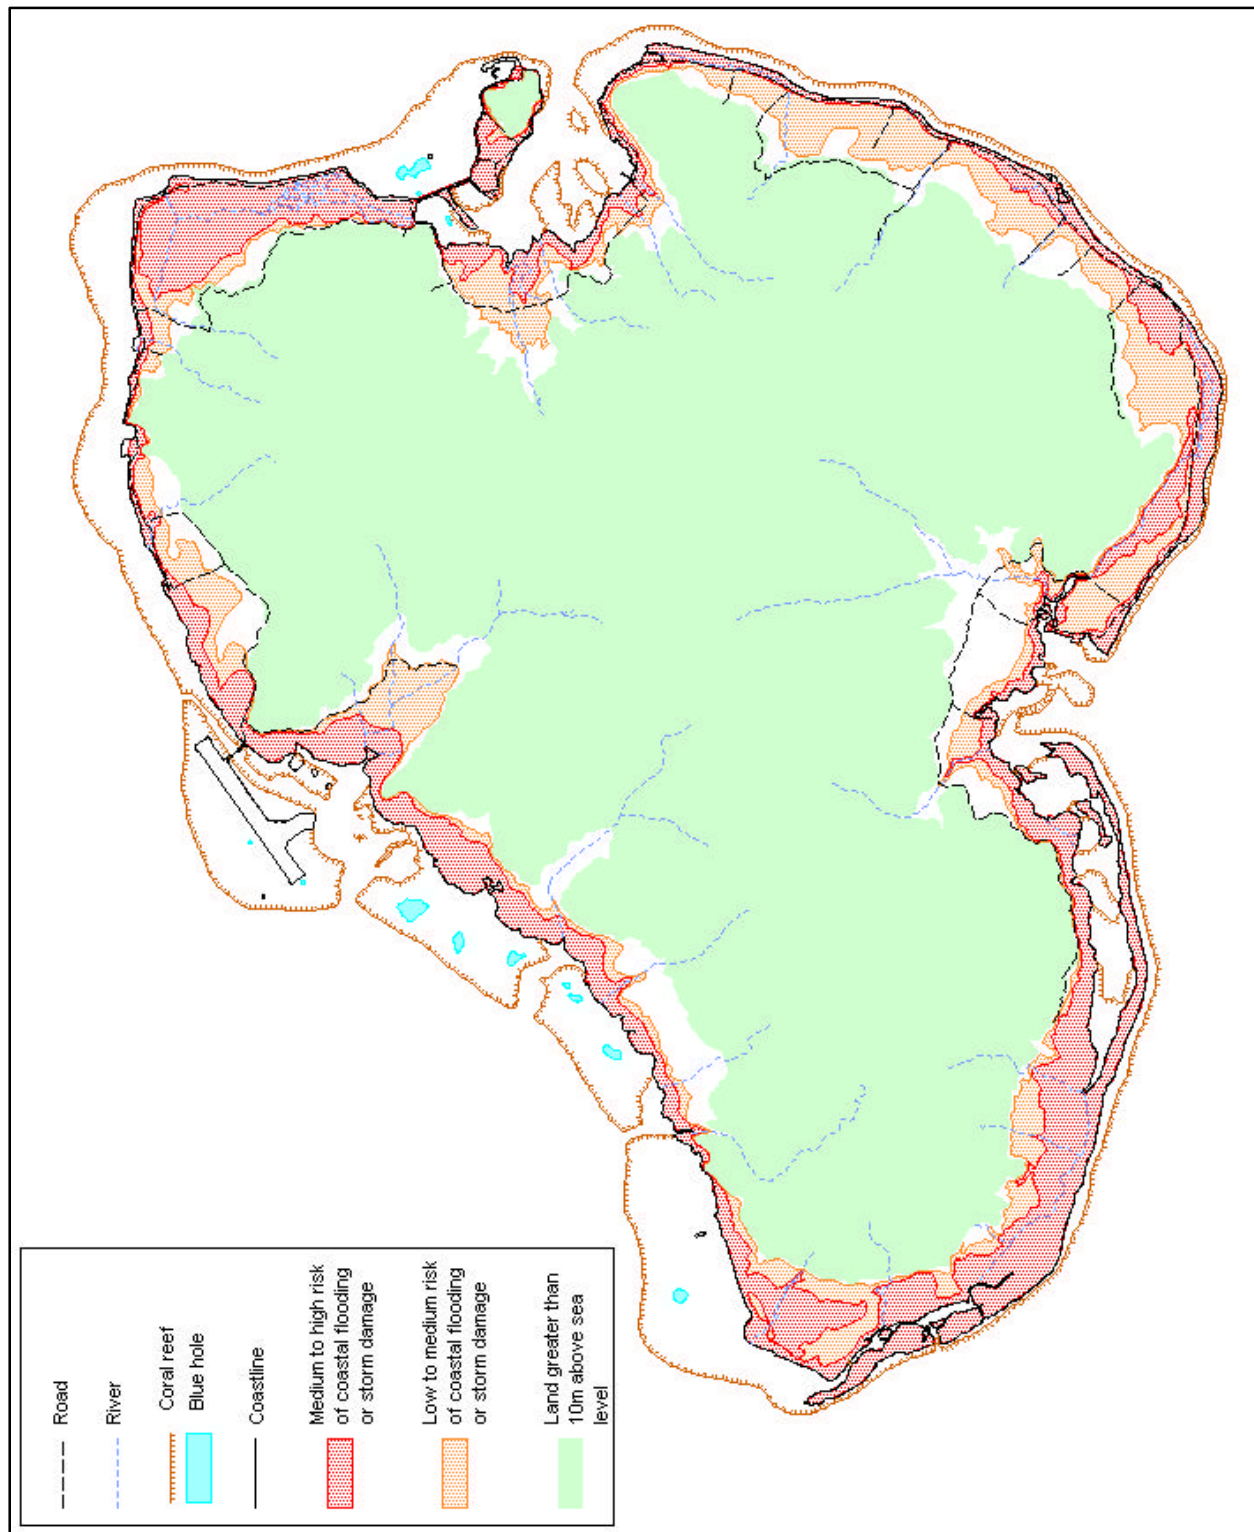 Road
River
Coral reef
Blue hole
Coastline
Medium to high risk
of coastal flooding
or storm damage
Low to medium risk
of coastal flooding
or storm damage
Land greater than
10m above sea
level